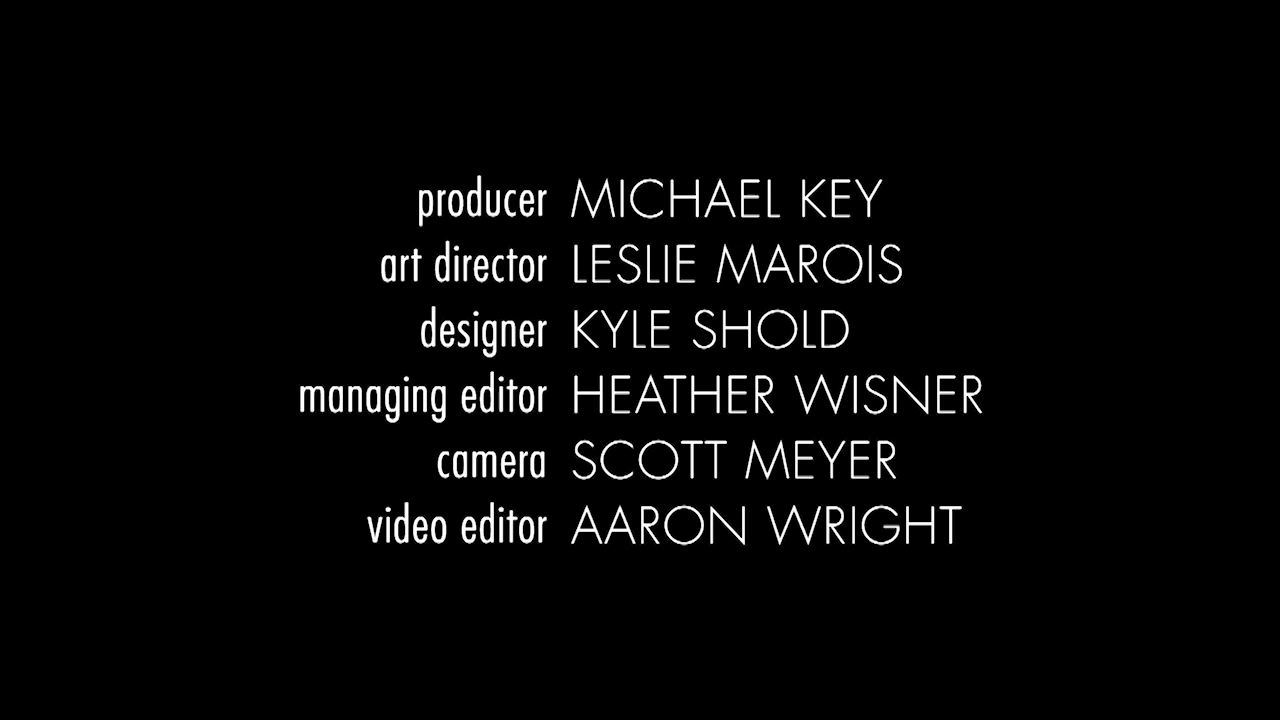 producer MICHAEL KEY
art director LESLIE MAROIS
designer KYLE SHOLD
managing editor HEATHER WISNER
camera SCOTT MEYER
video editor AARON WRIGHT